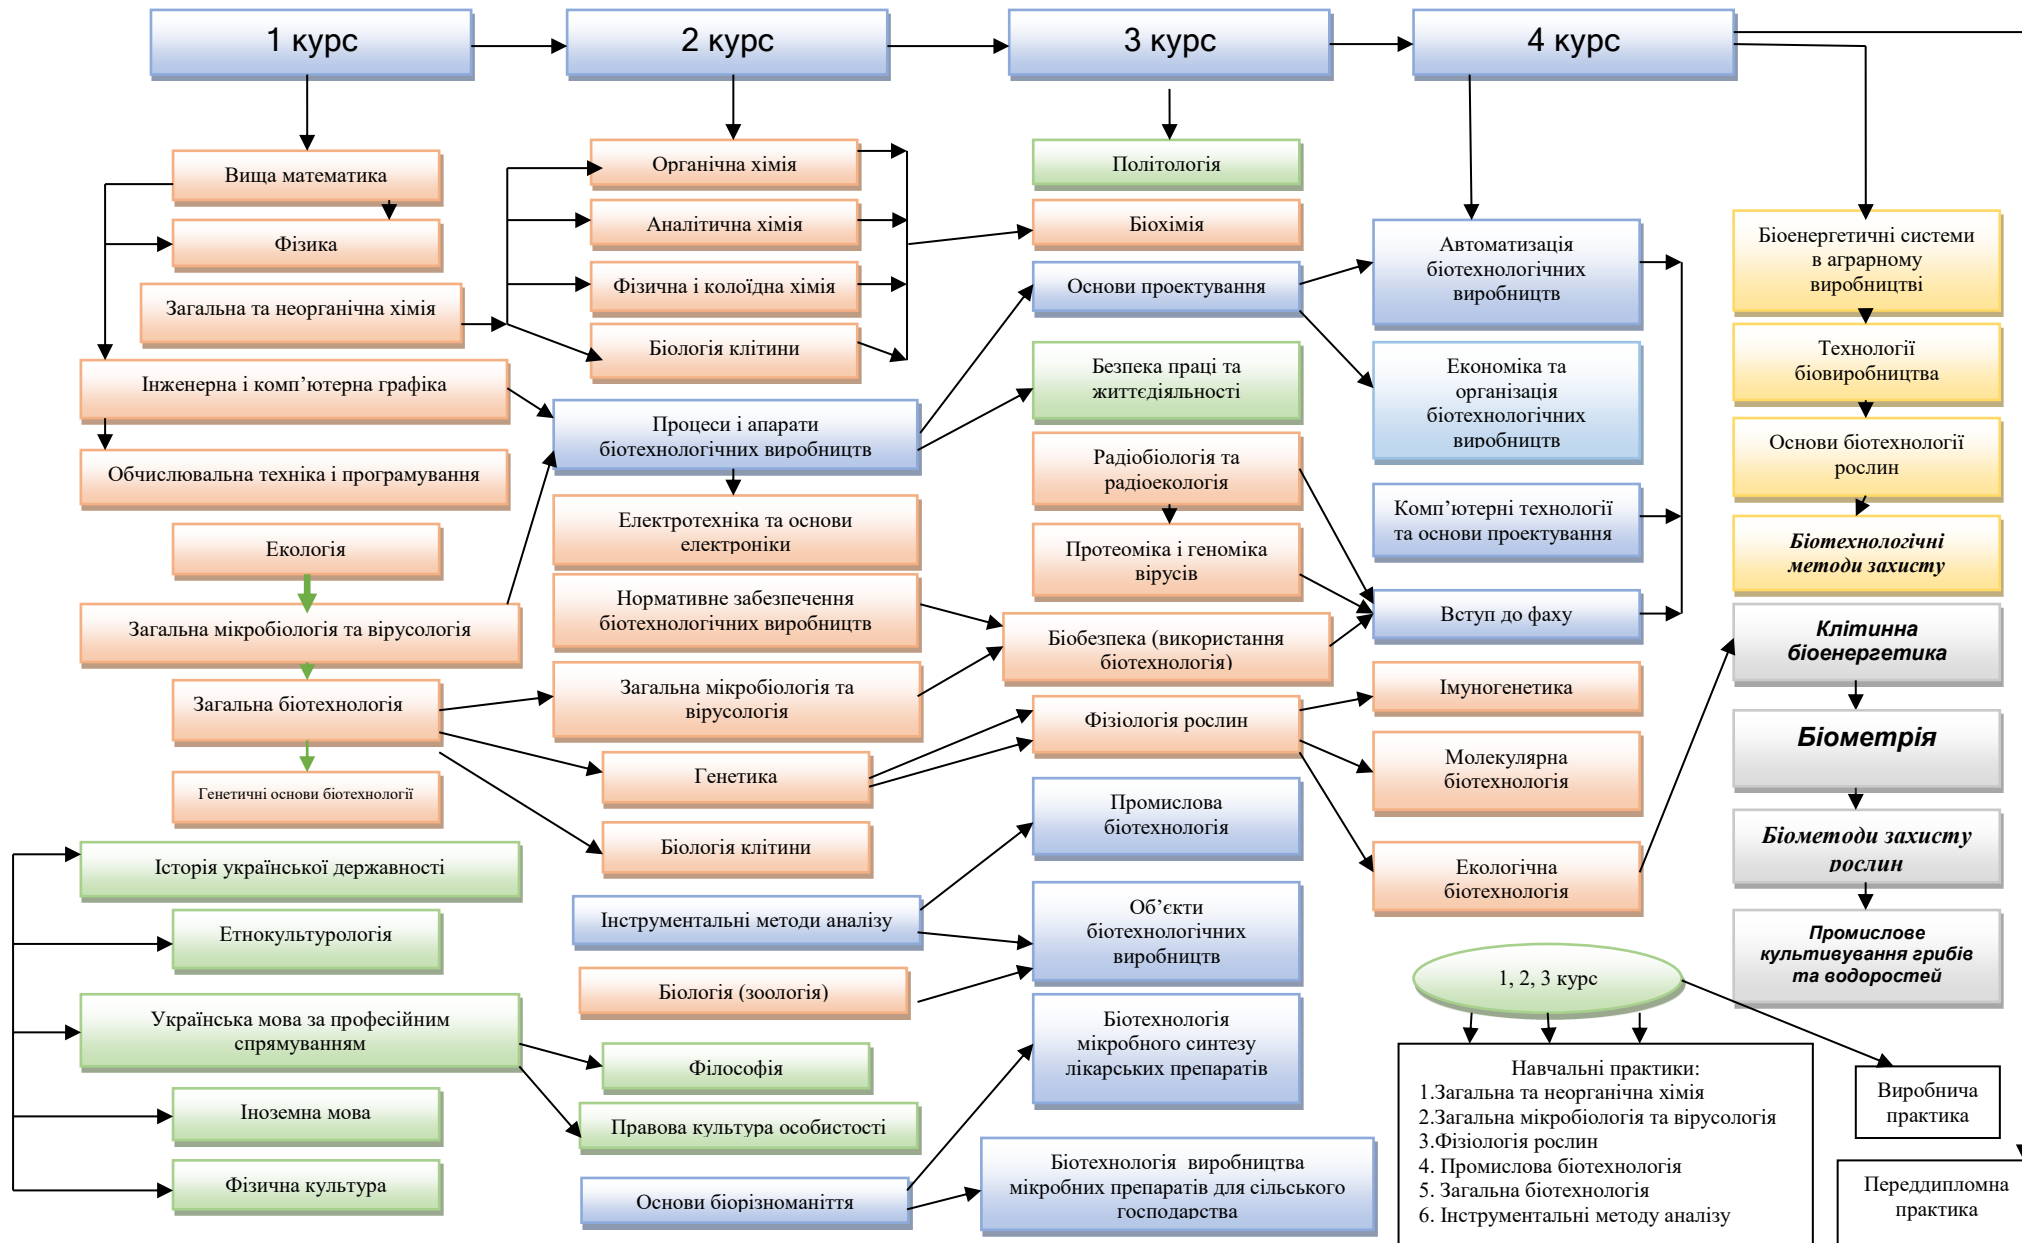 1 курс
2 курс
3 курс
4 курс
Вища математика
Фізика
Загальна та неорганічна хімія
Інженерна і комп’ютерна графіка
Обчислювальна техніка і програмування
Екологія
Загальна мікробіологія та вірусологія
Загальна біотехнологія
Генетичні основи біотехнології
Історія української державності
Етнокультурологія
Українська мова за професійним
спрямуванням
Іноземна мова
Фізична культура
Органічна хімія
Аналітична хімія
Фізична і колоїдна хімія
Біологія клітини
Процеси і апарати
біотехнологічних виробництв
Електротехніка та основи
електроніки
Нормативне забезпечення
біотехнологічних виробництв
Загальна мікробіологія та
вірусологія
Генетика
Біологія клітини
Інструментальні методи аналізу
Біологія (зоологія)
Філософія
Правова культура особистості
Основи біорізноманіття
Політологія
Біохімія
Основи проектування
Безпека праці та
життєдіяльності
Радіобіологія та
радіоекологія
Протеоміка і геноміка
вірусів
Біобезпека (використання
біотехнологія)
Фізіологія рослин
Промислова
біотехнологія
Об’єкти
біотехнологічних
виробництв
Біотехнологія
мікробного синтезу
лікарських препаратів
Біотехнологія виробництва
мікробних препаратів для сільського
господарства
Автоматизація
біотехнологічних
виробництв
Економіка та
організація
біотехнологічних
виробництв
Комп’ютерні технології
та основи проектування
Вступ до фаху
Імуногенетика
Молекулярна
біотехнологія
Екологічна
біотехнологія
Біоенергетичні системи
в аграрному
виробництві
Технології
біовиробництва
Основи біотехнології
рослин
Біотехнологічні
методи захисту
Клітинна
біоенергетика
Біометрія
Біометоди захисту
рослин
Промислове
культивування грибів
та водоростей
1, 2, 3 курс
Навчальні практики:
1.Загальна та неорганічна хімія
2.Загальна мікробіологія та вірусологія
3.Фізіологія рослин
4. Промислова біотехнологія
5. Загальна біотехнологія
6. Інструментальні методу аналізу
Виробнича
практика
Переддипломна
практика